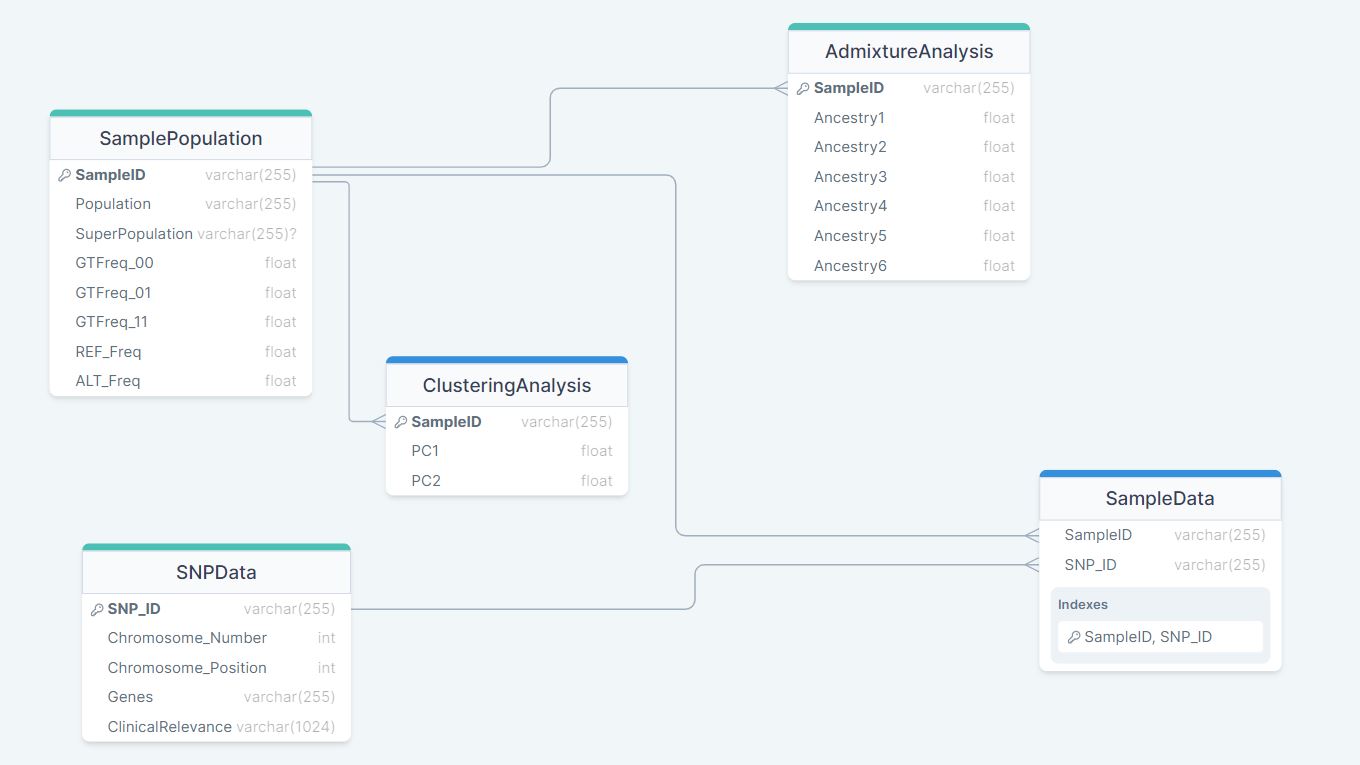 AdmixtureAnalysis
SampleID varchar(255)
Ancestry1 float
Ancestry2 float
Ancestry3 float
Ancestry4 float
Ancestry5 float
Ancestry6 float
SamplePopulation
SampleID varchar(255)
Population varchar(255)
SuperPopulation varchar(255)?
GTFreq_00 float
GTFreq_01 float
GTFreq_11 float
REF_Freq float
ALT_Freq float
ClusteringAnalysis
SampleID varchar(255)
PC1 float
PC2 float
SampleData
SampleID varchar(255)
SNP_ID varchar(255)
Indexes
SampleID, SNP_ID
SNPData
SNP_ID varchar(255)
Chromosome_Number int
Chromosome_Position int
Genes varchar(255)
ClinicalRelevance varchar(1024)